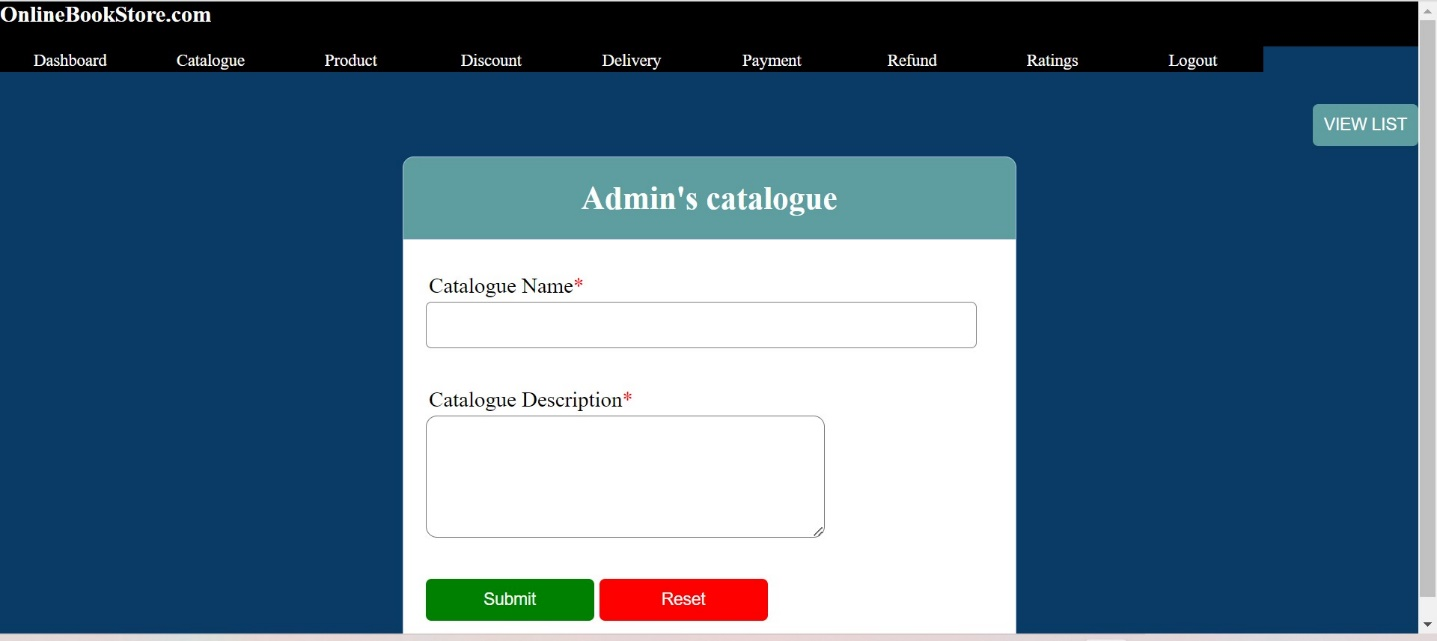 OnlineBookStore.com
Dashboard Catalogue Product Discount Delivery Payment Refund Ratings Logout
VIEW LIST
Admin's catalogue
Catalogue Name*
Catalogue Description*
Submit Reset